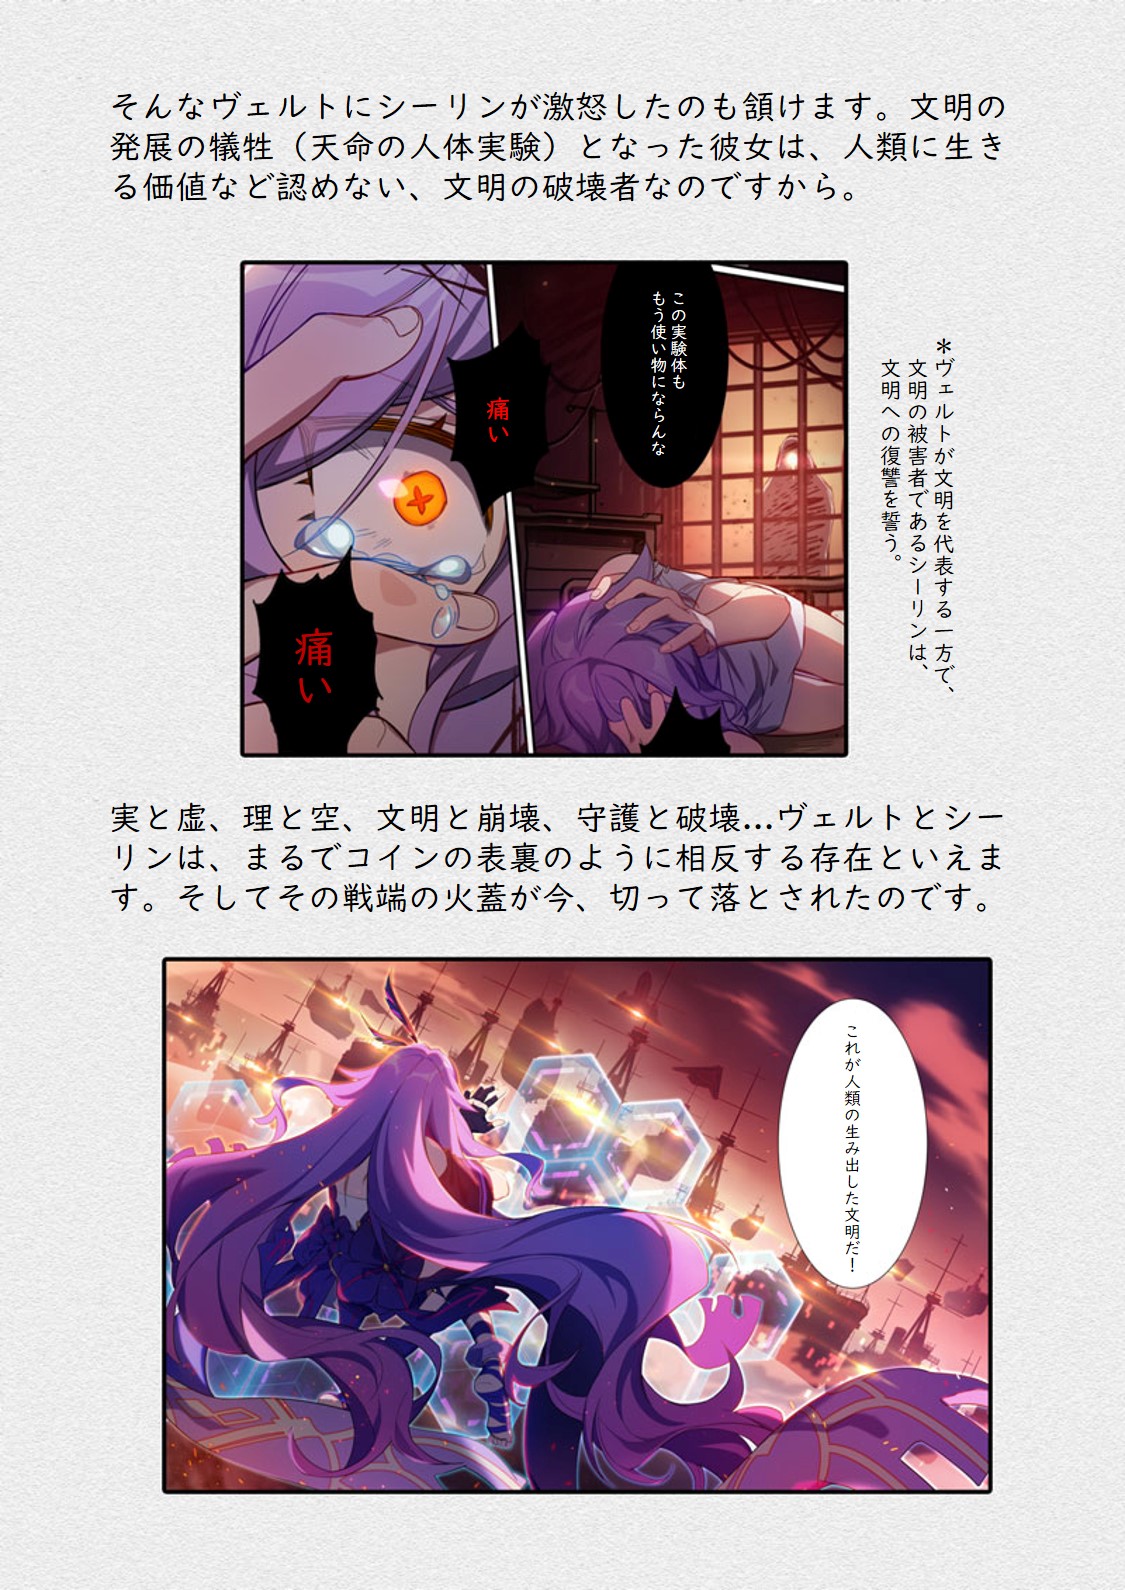 そんなヴェルトにシーリンが激怒したのも頷けます。文明の
発展の犠牲（天命の人体実験）となった彼女は、人類に生き
る価値など認めない、文明の破壊者なのですから。
この実験体も
もう使い物にならんな
痛い
痛い
＊ヴェルトが文明を代表する一方で、
文明の被害者であるシーリンは、
文明への復讐を誓う。
実と虚、理と空、文明と崩壊、守護と破壊…ヴェルトとシー
リンは、まるでコインの表裏のように相反する存在といえま
す。そしてその戦端の火蓋が今、切って落とされたのです。
これが人類の生み出した文明だ！